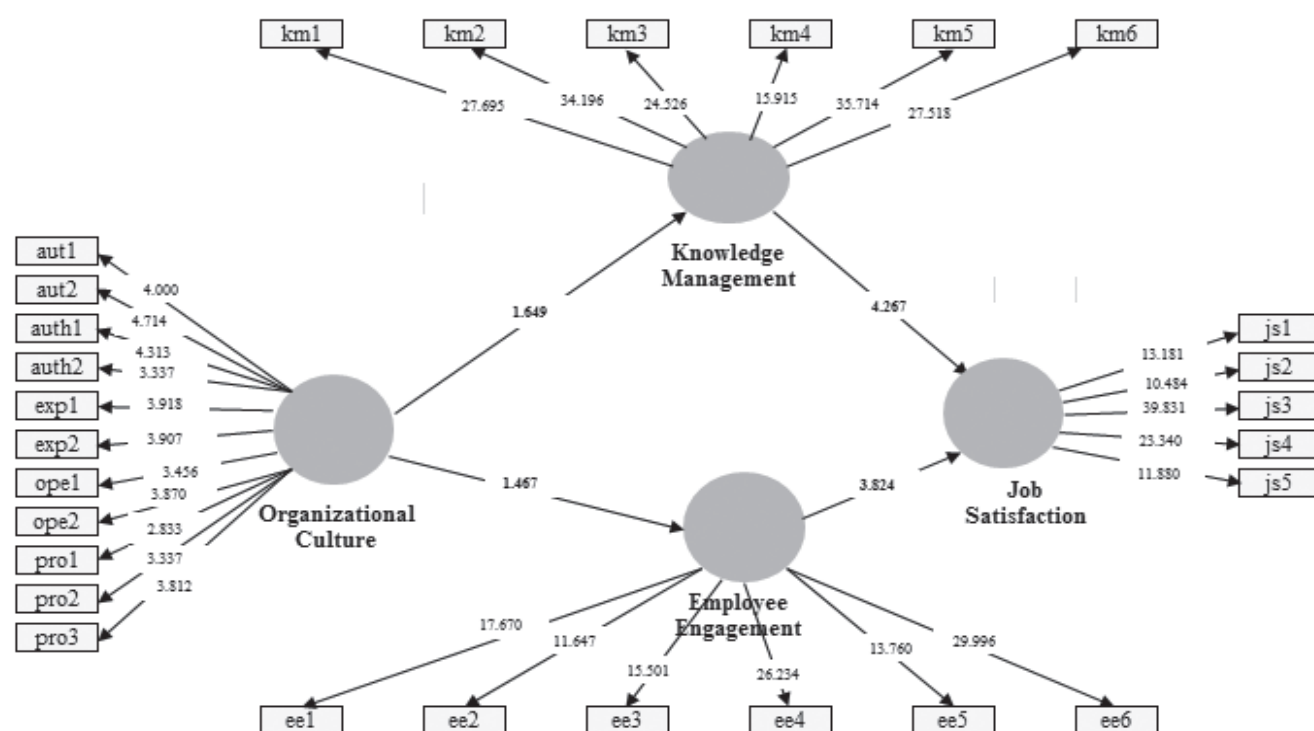 km1
km2
km3
km4
km5
km6
27.695
34.196
24.526
15.915
35.714
27.518
Knowledge
Management
aut1
aut2
auth1
auth2
exp1
exp2
ope1
ope2
pro1
pro2
pro3
4.000
4.714
4.313
3.337
3.918
3.907
3.456
3.870
2.833
3.337
3.812
Organizational
Culture
1.649
1.467
4.267
3.824
Job
Satisfaction
13.181
10.484
39.831
23.340
11.880
js1
js2
js3
js4
js5
Employee
Engagement
17.670
11.647
15.501
26.234
13.760
29.996
ee1
ee2
ee3
ee4
ee5
ee6